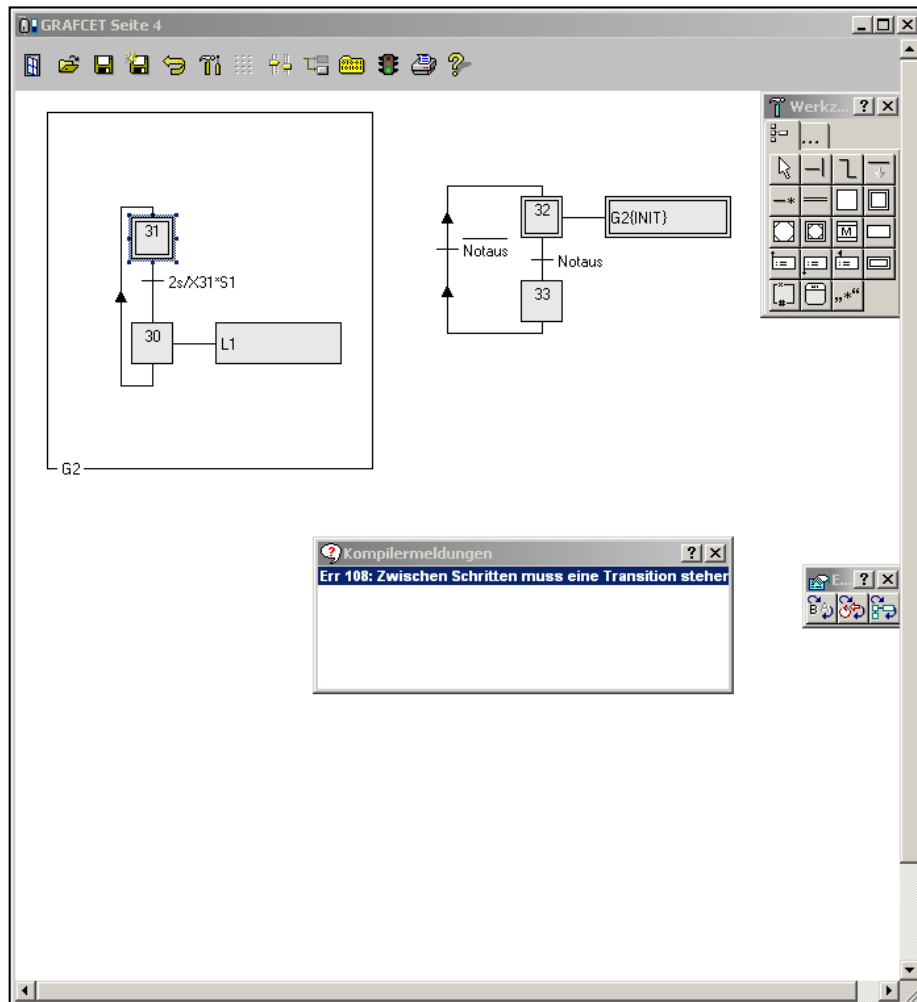 GRAFCET Seite 4
Werkz...
...
31
2s/X31*S1
30
L1
G2
32
G2{INIT}
Notaus
Notaus
33
M
„*“
Kompilermeldungen
Err 108: Zwischen Schritten muss eine Transition stehen
E...